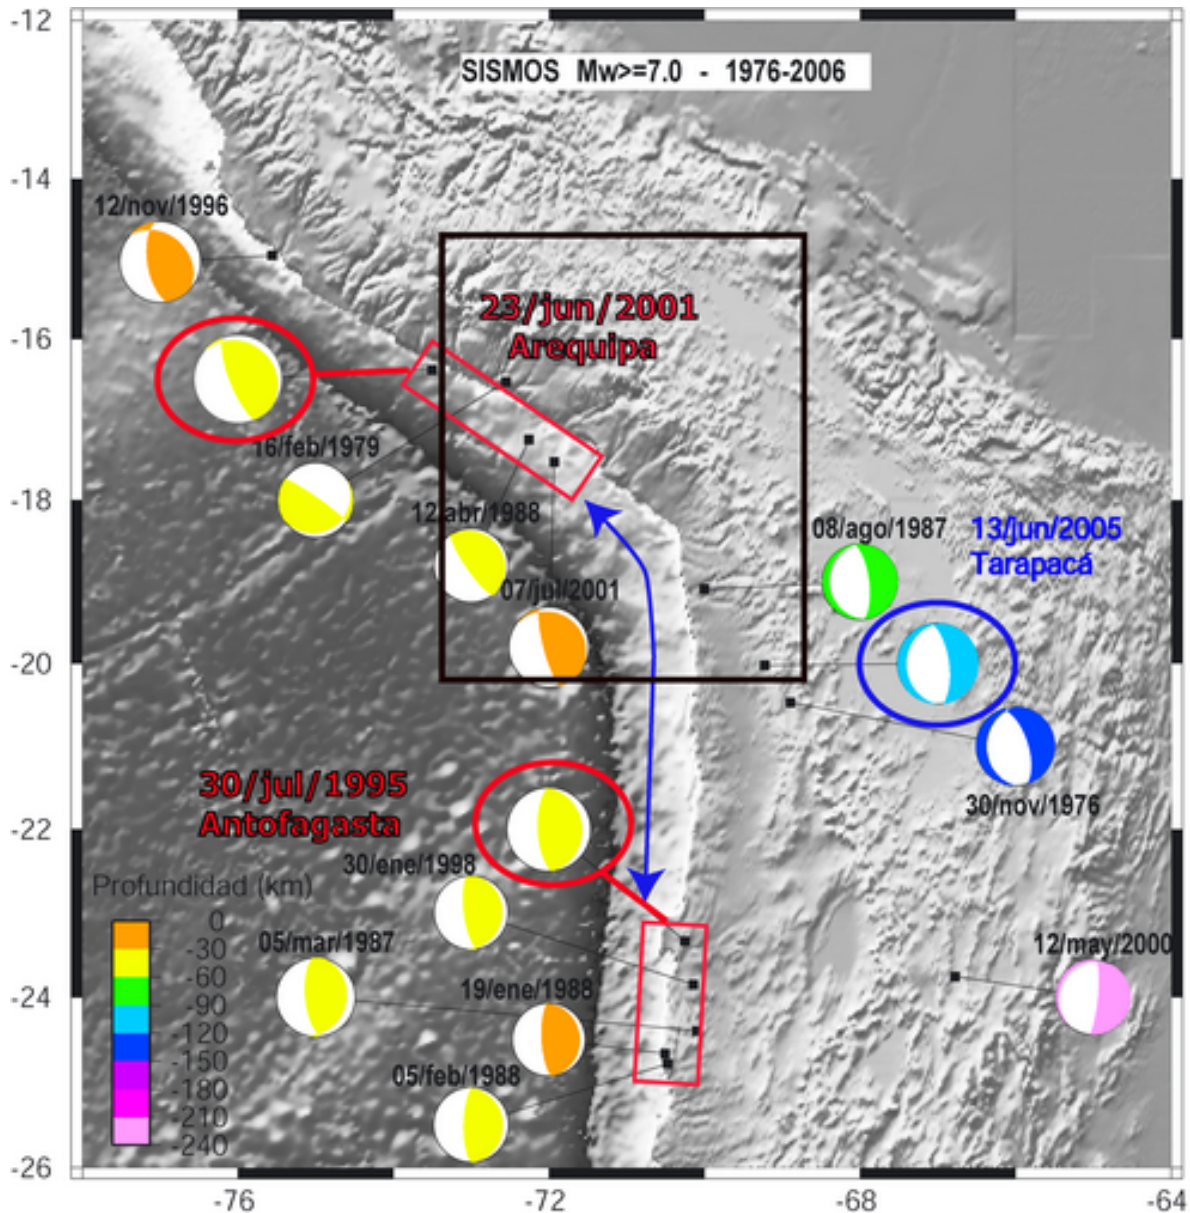 -12
SISMOS Mw>=7.0 - 1976-2006
-14
12/nov/1996
-16
23/jun/2001
Arequipa
16/feb/1979
-18
12/abr/1988
08/ago/1987
13/jun/2005
Tarapacá
07/jul/2001
-20
30/jul/1995
Antofagasta
30/nov/1976
-22
30/ene/1998
Profundidad (km)
0
-30
-60
-90
-120
-150
-180
-210
-240
05/mar/1987
12/may/2000
-24
19/ene/1988
05/feb/1988
-26
-76
-72
-68
-64